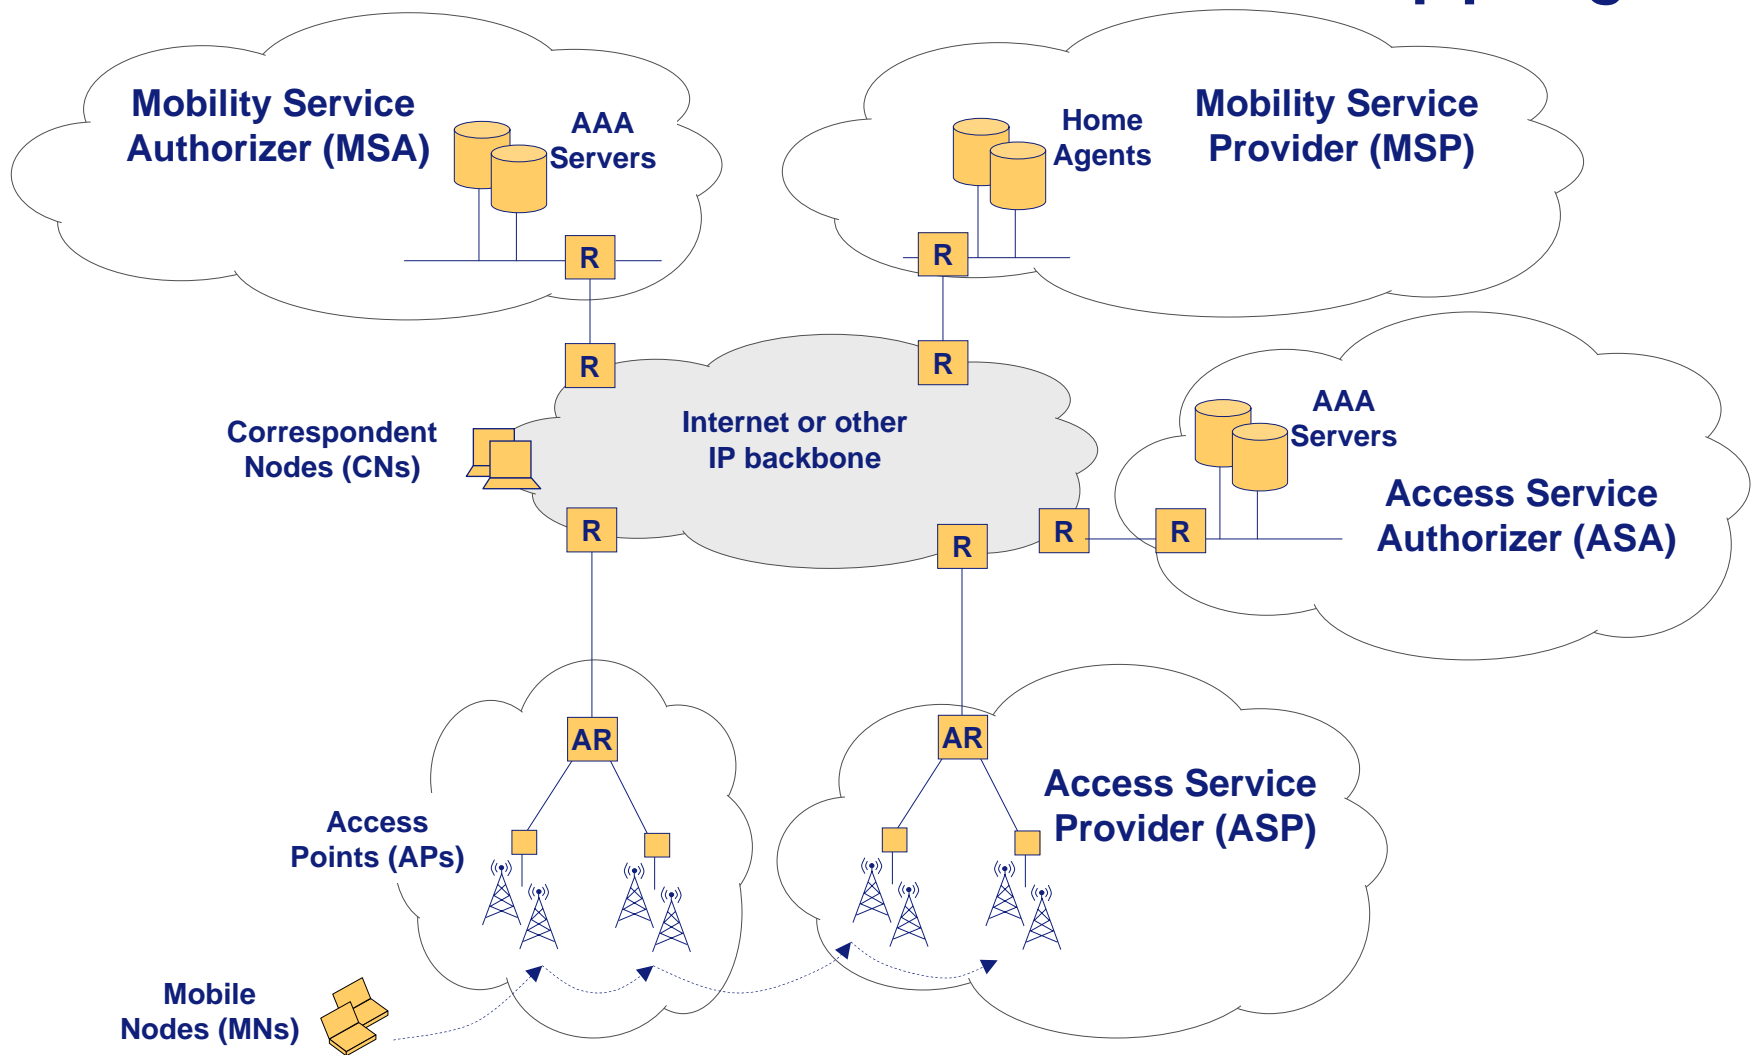 Mobility Service
Authorizer (MSA)
AAA
Servers
R
Home
Agents
Mobility Service
Provider (MSP)
R
R
R
Internet or other
IP backbone
Correspondent
Nodes (CNs)
AAA
Servers
Access Service
Authorizer (ASA)
R
R
R
R
AR
AR
Access Service
Provider (ASP)
Access
Points (APs)
Mobile
Nodes (MNs)